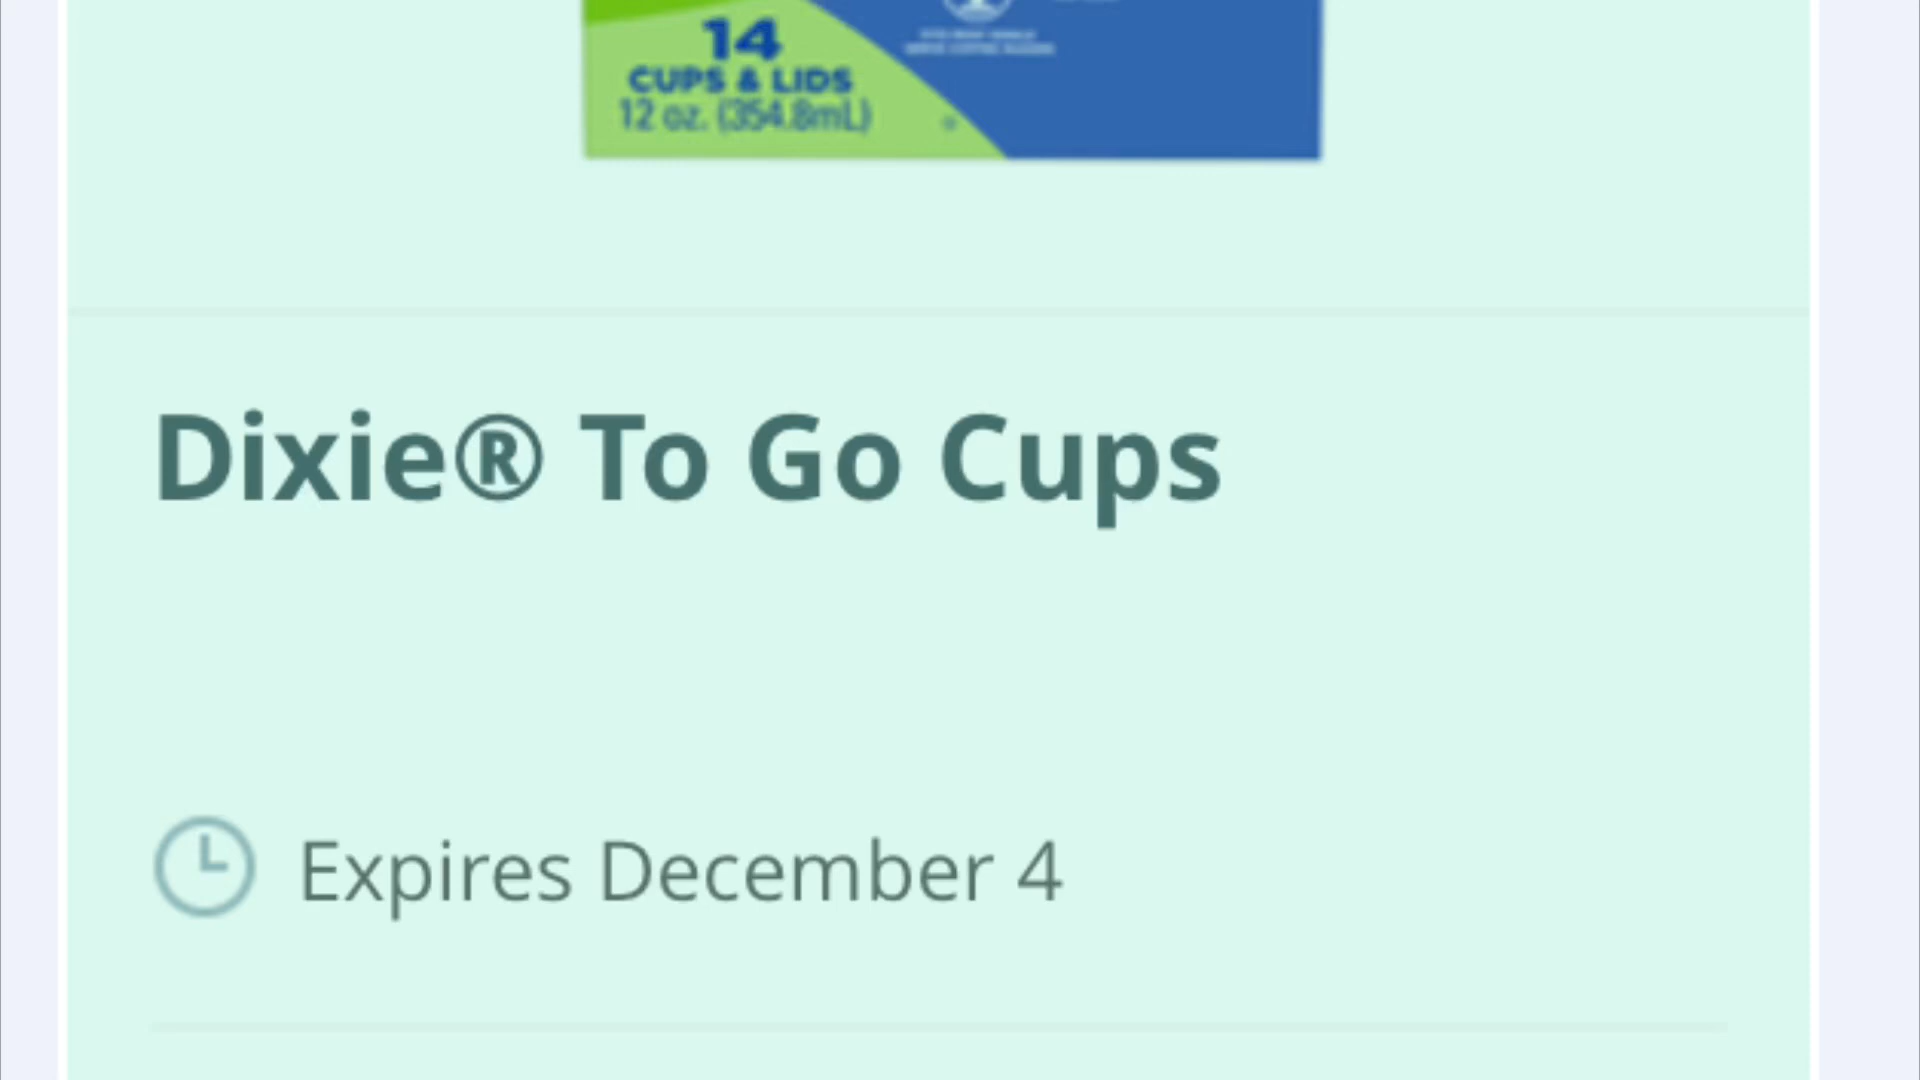 14
CUPS & LIDS
12 oz. (354.8mL)
Dixie® To Go Cups
Expires December 4